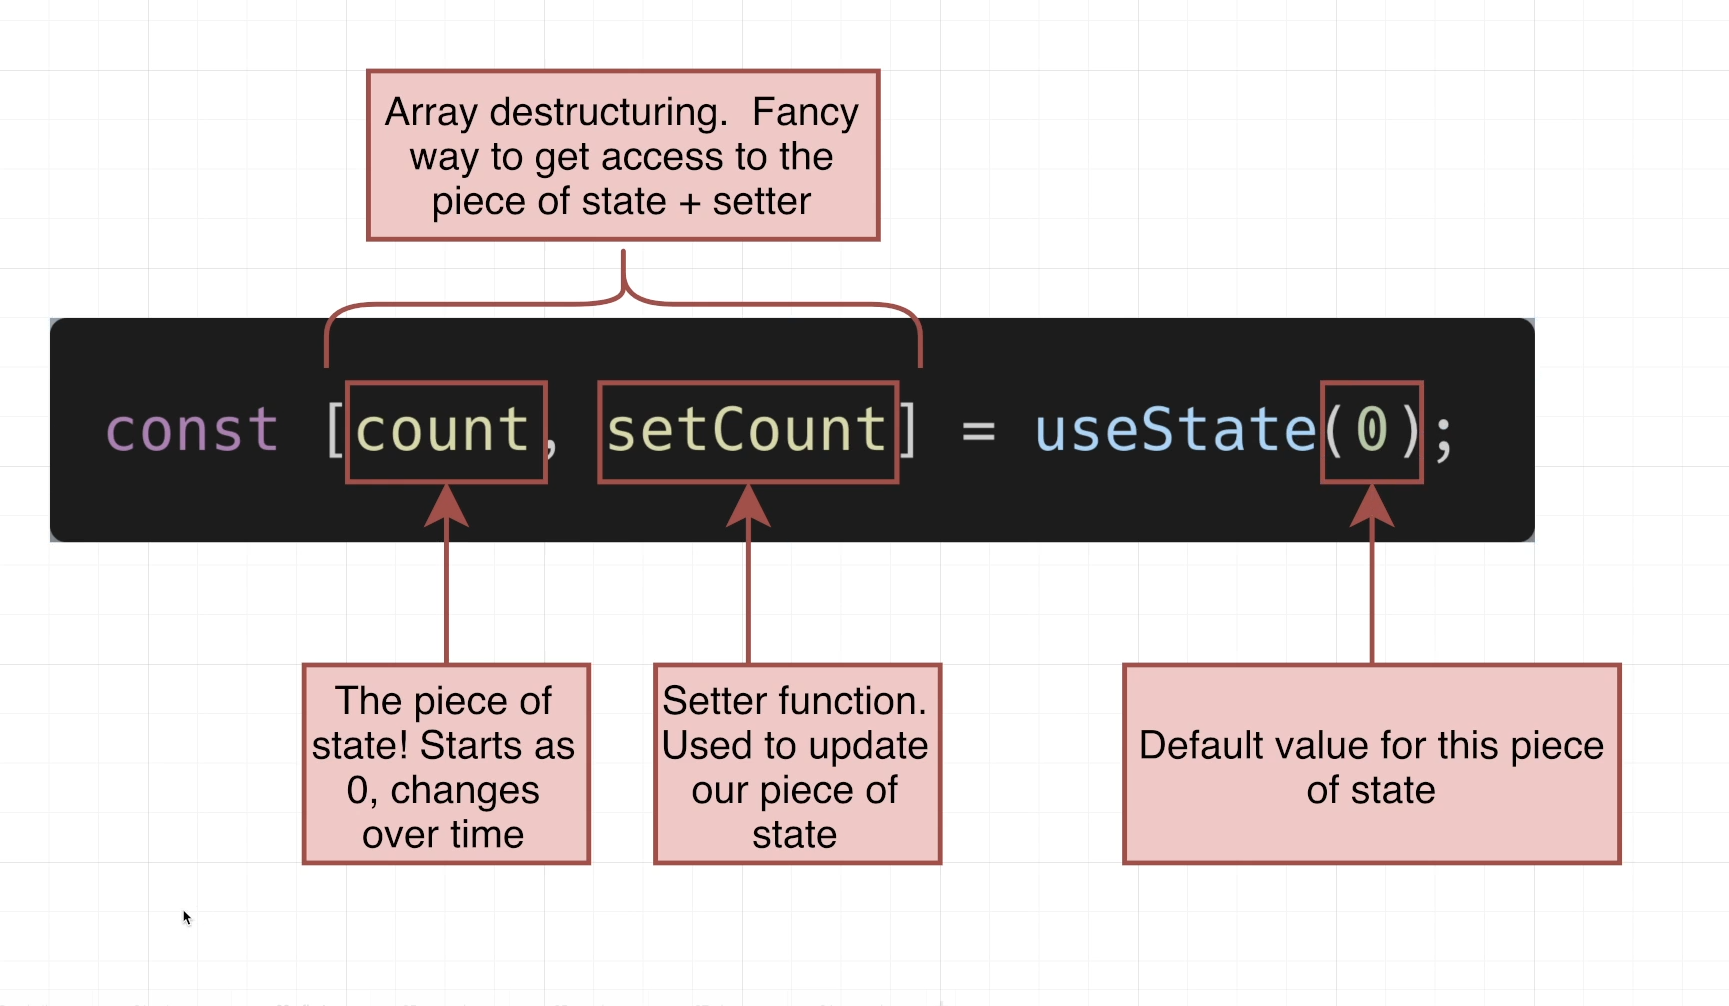 Array destructuring.  Fancy
way to get access to the
piece of state + setter
const [count, setCount] = useState(0);
The piece of
state! Starts as
0, changes
over time
Setter function.
Used to update
our piece of
state
Default value for this piece
of state